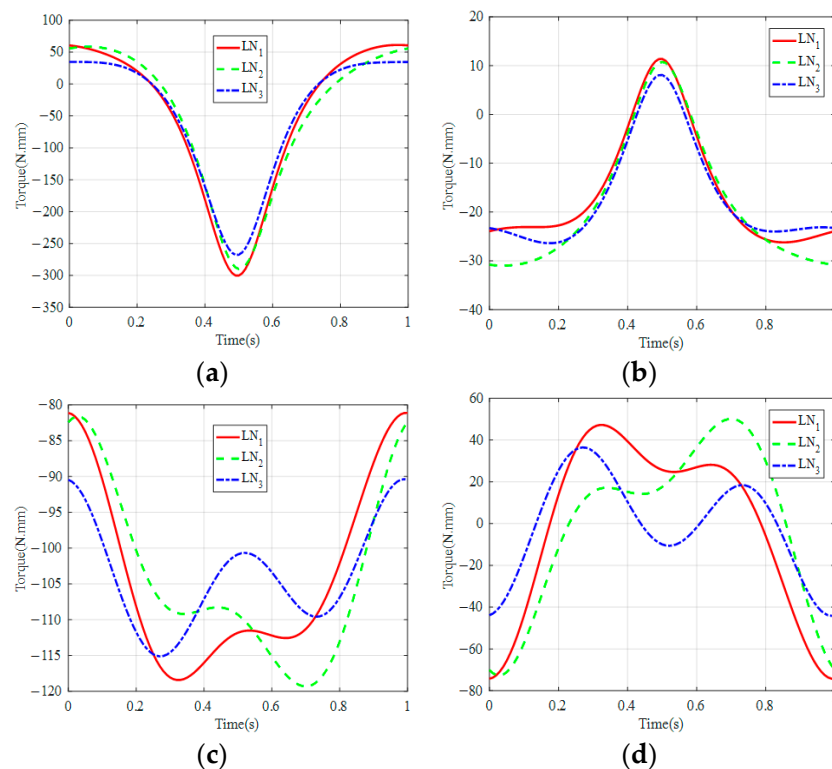 100
50
0
−50
−100
−150
−200
−250
−300
−350
Torque(N.mm)
LN1
LN2
LN3
0 0.2 0.4 0.6 0.8 1
Time(s)
(a)
20
10
0
−10
−20
−30
−40
Torque(N.mm)
LN1
LN2
LN3
0 0.2 0.4 0.6 0.8
Time(s)
(b)
−80
−85
−90
−95
−100
−105
−110
−115
−120
Torque(N.mm)
LN1
LN2
LN3
0 0.2 0.4 0.6 0.8 1
Time(s)
(c)
60
40
20
0
−20
−40
−60
−80
Torque(N.mm)
LN1
LN2
LN3
0 0.2 0.4 0.6 0.8
Time(s)
(d)